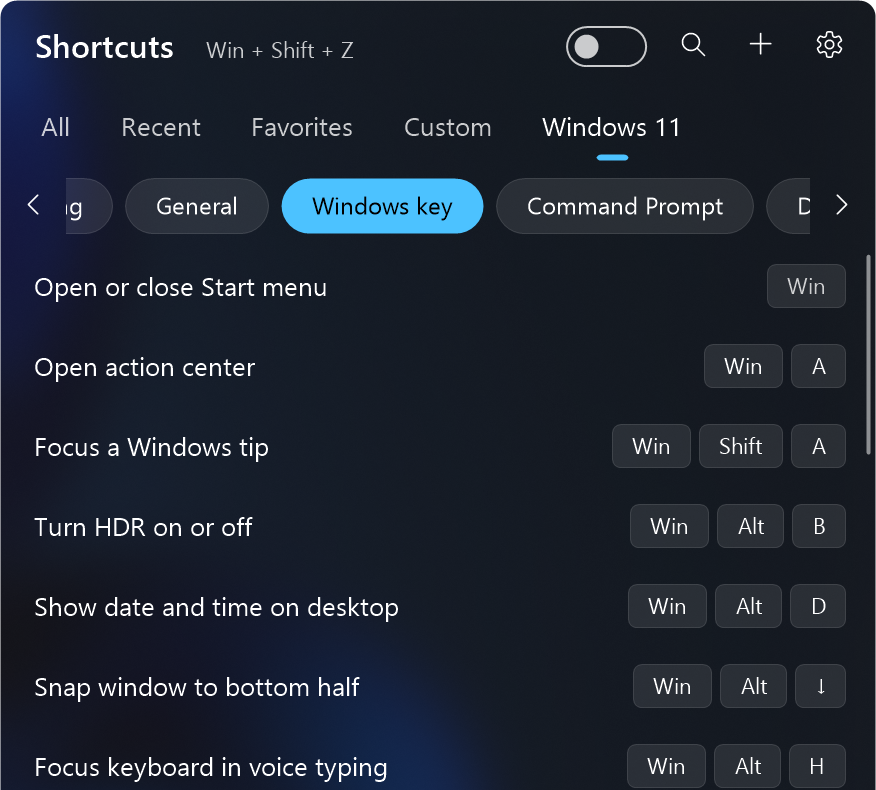 Shortcuts Win + Shift + Z
All Recent Favorites Custom Windows 11
General Windows key Command Prompt
Open or close Start menu Win
Open action center Win A
Focus a Windows tip Win Shift A
Turn HDR on or off Win Alt B
Show date and time on desktop Win Alt D
Snap window to bottom half Win Alt ↓
Focus keyboard in voice typing Win Alt H